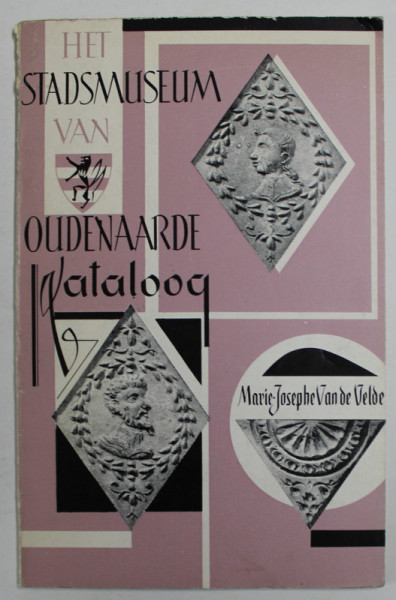 HET
STADSMUSEUM
VAN
OUDENAARDE
Kataloog
Marie-Josephe Van de Velde